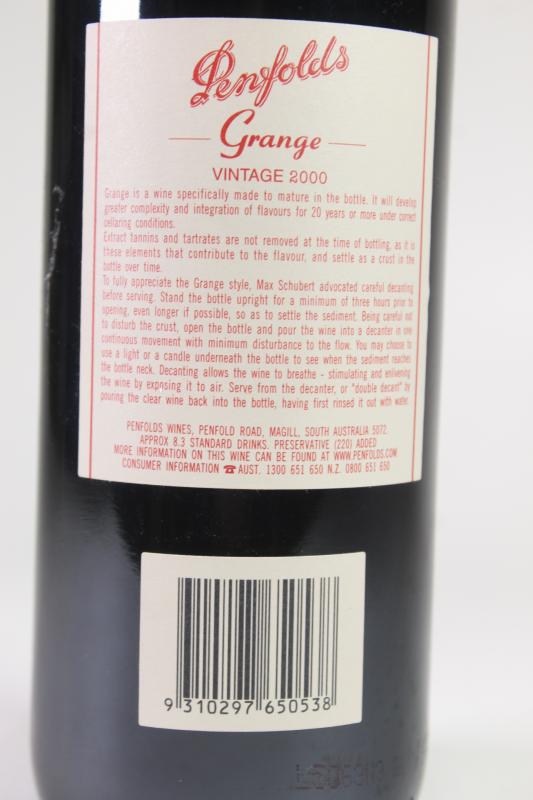 Penfolds
Grange
VINTAGE 2000
Grange is a wine specifically made to mature in the bottle. It will develop
greater complexity and integration of flavours for 20 years or more under correct
cellaring conditions.
Extract tannins and tartrates are not removed at the time of bottling, as it is
these elements that contribute to the flavour, and settle as a crust in the
bottle over time.
To fully appreciate the Grange style, Max Schubert advocated careful decanting
before serving. Stand the bottle upright for a minimum of three hours prior to
opening, even longer if possible, so as to settle the sediment. Being careful not
to disturb the crust, open the bottle and pour the wine into a decanter in one
continuous movement with minimum disturbance to the flow. You may choose to
use a light or a candle underneath the bottle to see when the sediment reaches
the bottle neck. Decanting allows the wine to breathe - stimulating and enlivening
the wine by exposing it to air. Serve from the decanter, or "double decant" by
pouring the clear wine back into the bottle, having first rinsed it out with water.
PENFOLDS WINES, PENFOLD ROAD, MAGILL, SOUTH AUSTRALIA 5072.
APPROX 8.3 STANDARD DRINKS. PRESERVATIVE (220) ADDED
MORE INFORMATION ON THIS WINE CAN BE FOUND AT WWW.PENFOLDS.COM
CONSUMER INFORMATION ☎ AUST. 1300 651 650 N.Z. 0800 651 650
9 310297 650538